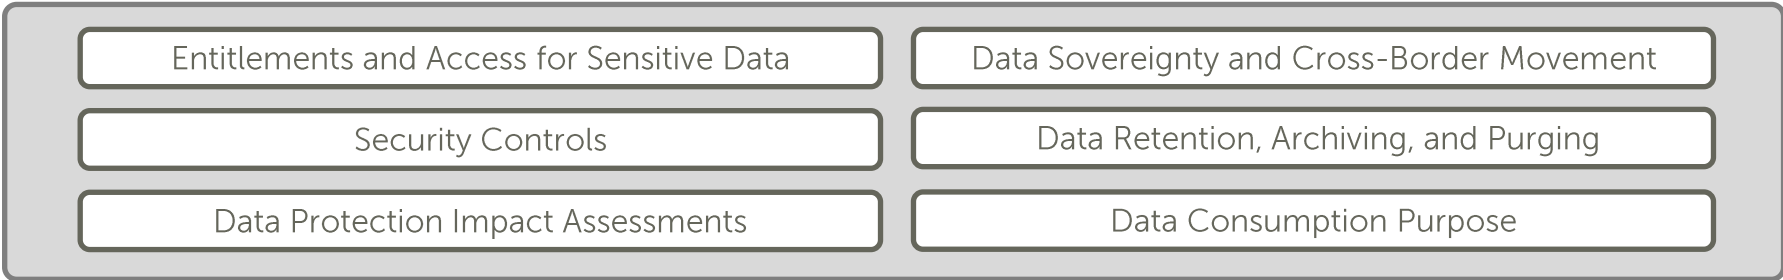 Entitlements and Access for Sensitive Data
Data Sovereignty and Cross-Border Movement
Security Controls
Data Retention, Archiving, and Purging
Data Protection Impact Assessments
Data Consumption Purpose